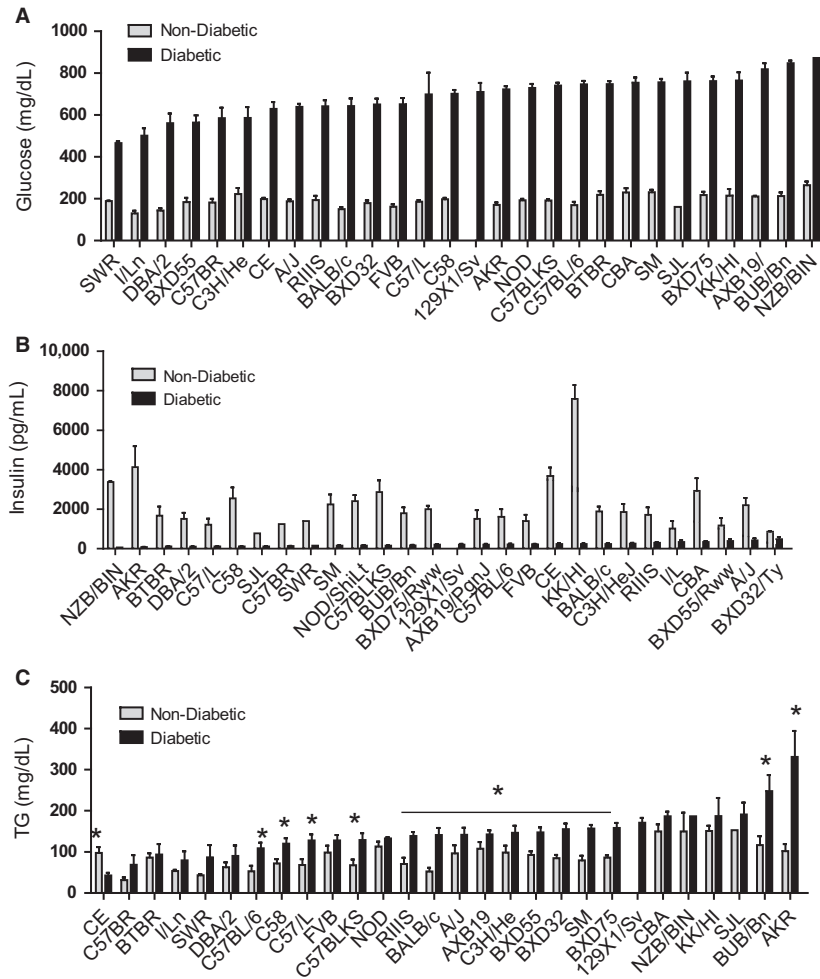 A
Non-Diabetic
Diabetic
Glucose (mg/dL)
1000
800
600
400
200
0
SWR
I/Ln
DBA/2
BXD55
C57BR
C3H/He
CE
A/J
RIIIS
BALB/c
BXD32
FVB
C57/L
C58
129X1/Sv
AKR
NOD
C57BLKS
C57BL/6
BTBR
CBA
SM
SJL
BXD75
KK/HI
AXB19/
BUB/Bn
NZB/BIN
B
Non-Diabetic
Diabetic
Insulin (pg/mL)
10,000
8000
6000
4000
2000
0
NZB/BIN
AKR
BTBR
DBA/2
C57/L
C58
SJL
C57BR
SWR
SM
NOD/ShiLt
C57BLKS
BUB/Bn
BXD75/Rww
129X1/Sv
AXB19/PgnJ
C57BL/6
FVB
CE
KK/HI
BALB/c
C3H/HeJ
RIIIS
I/L
CBA
BXD55/Rww
A/J
BXD32/Ty
C
Non-Diabetic
Diabetic
TG (mg/dL)
500
400
300
200
100
0
*
*
*
*
*
*
*
*
CE
C57BR
BTBR
I/Ln
SWR
DBA/2
C57BL/6
C58
C57/L
FVB
C57BLKS
NOD
RIIIS
BALB/c
A/J
AXB19
C3H/He
BXD55
BXD32
SM
BXD75
129X1/Sv
CBA
NZB/BIN
KK/HI
SJL
BUB/Bn
AKR